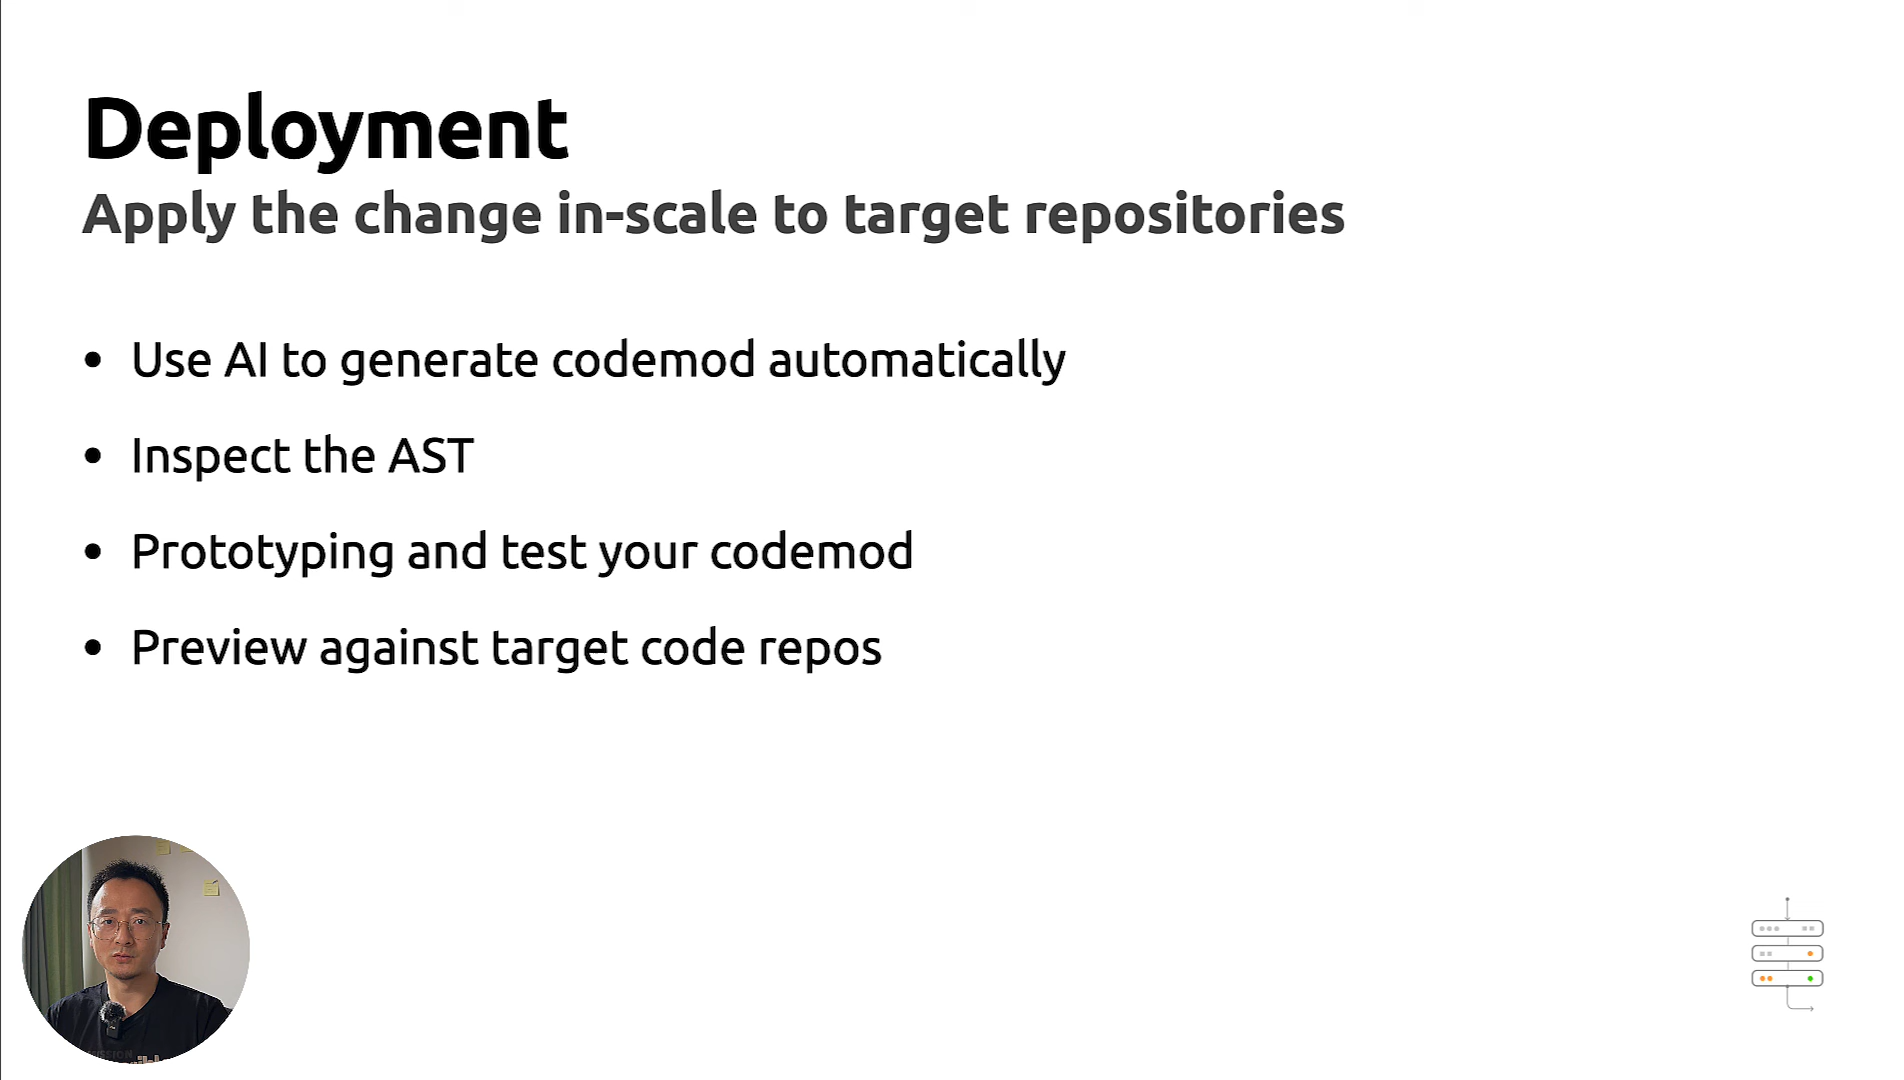 Deployment
Apply the change in-scale to target repositories
• Use AI to generate codemod automatically
• Inspect the AST
• Prototyping and test your codemod
• Preview against target code repos